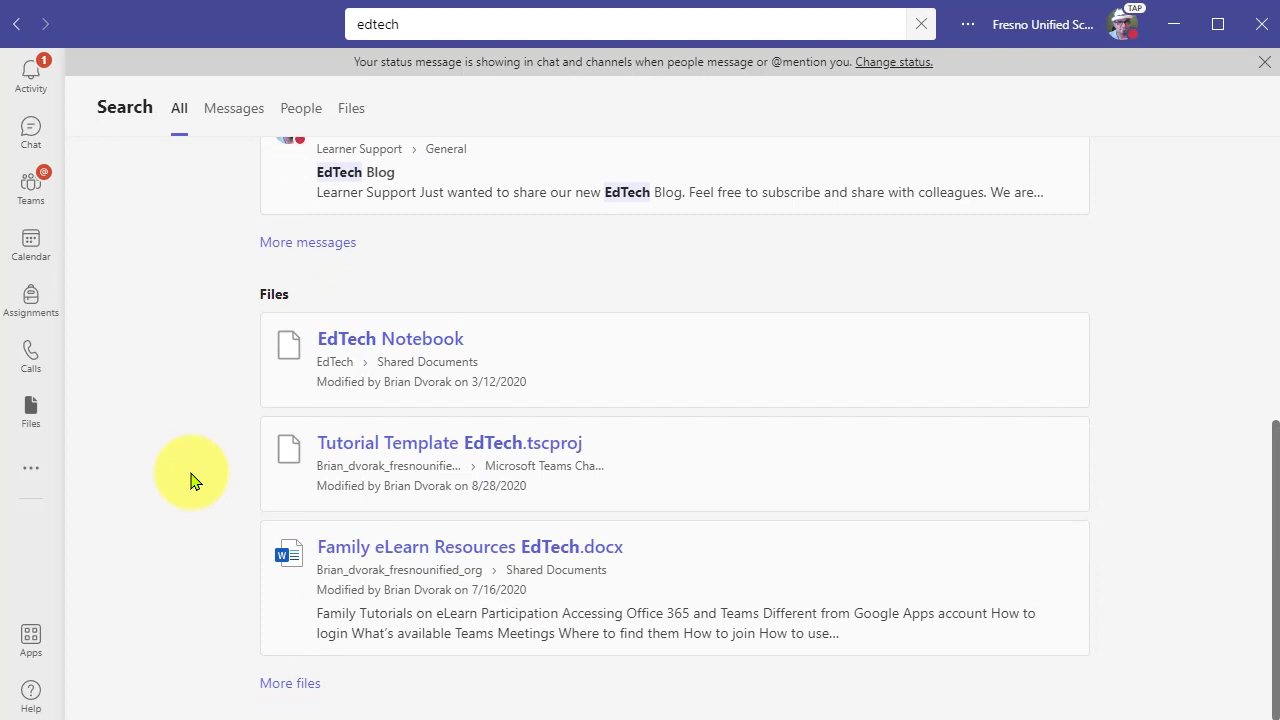 edtech
Fresno Unified Sc...
TAP
Your status message is showing in chat and channels when people message or @mention you. Change status.
1
Activity
Chat
@
Teams
Calendar
Assignments
Calls
Files
Apps
Help
Search All Messages People Files
Learner Support > General
EdTech Blog
Learner Support Just wanted to share our new EdTech Blog. Feel free to subscribe and share with colleagues. We are...
More messages
Files
EdTech Notebook
EdTech > Shared Documents
Modified by Brian Dvorak on 3/12/2020
Tutorial Template EdTech.tscproj
Brian_dvorak_fresnounifie... > Microsoft Teams Cha...
Modified by Brian Dvorak on 8/28/2020
Family eLearn Resources EdTech.docx
Brian_dvorak_fresnounified_org > Shared Documents
Modified by Brian Dvorak on 7/16/2020
Family Tutorials on eLearn Participation Accessing Office 365 and Teams Different from Google Apps account How to
login What's available Teams Meetings Where to find them How to join How to use...
More files